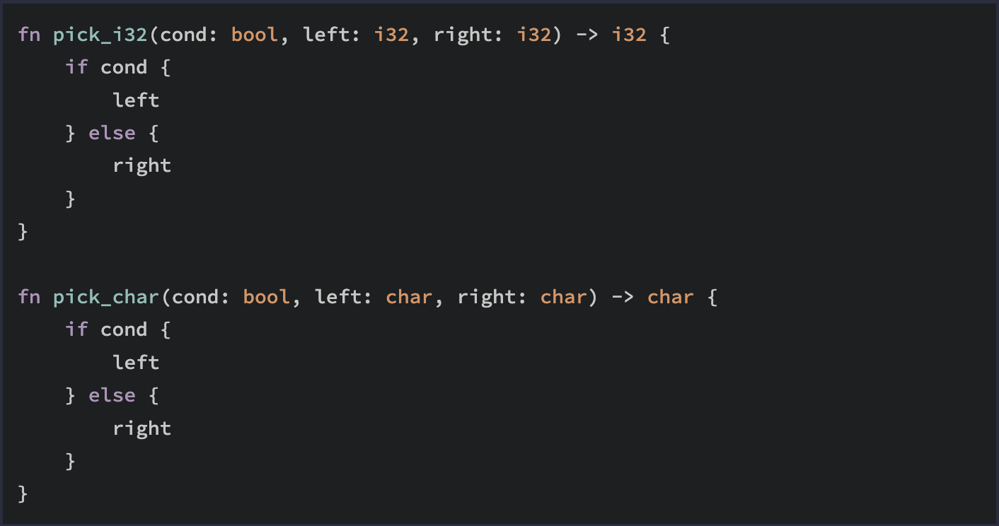 fn pick_i32(cond: bool, left: i32, right: i32) -> i32 {
    if cond {
        left
    } else {
        right
    }
}

fn pick_char(cond: bool, left: char, right: char) -> char {
    if cond {
        left
    } else {
        right
    }
}